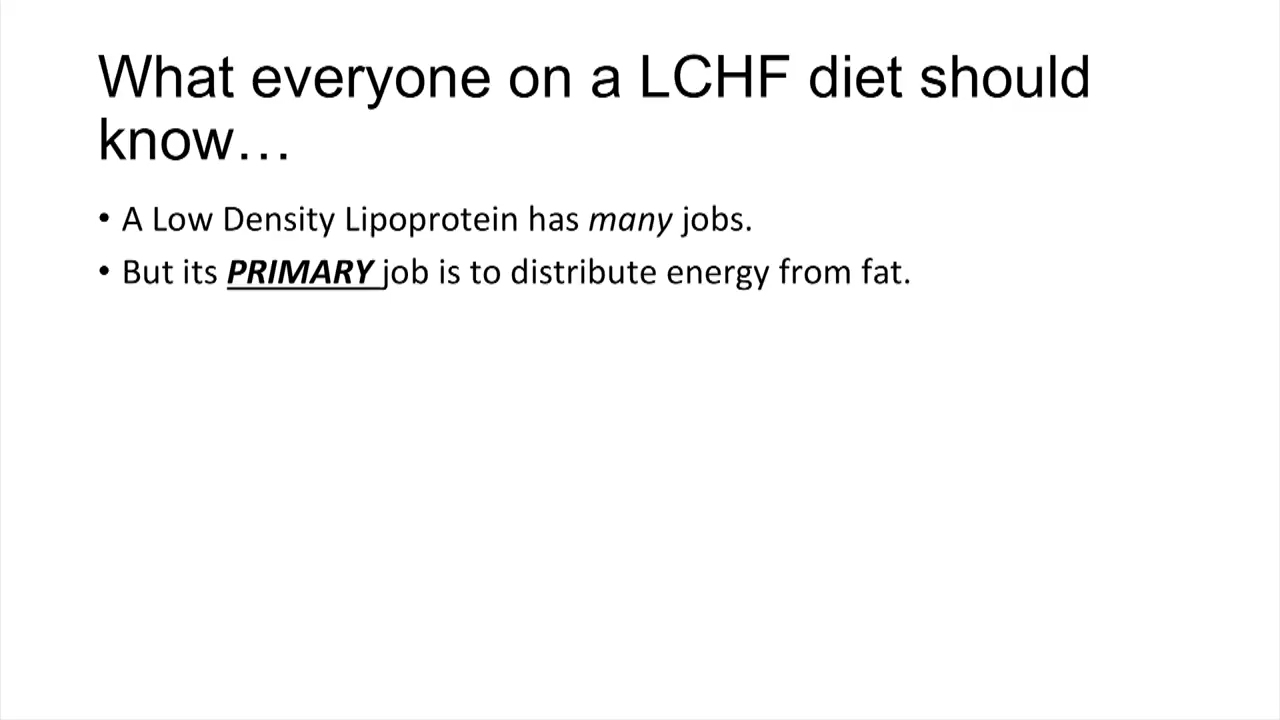 What everyone on a LCHF diet should
know…
• A Low Density Lipoprotein has many jobs.
• But its PRIMARY job is to distribute energy from fat.